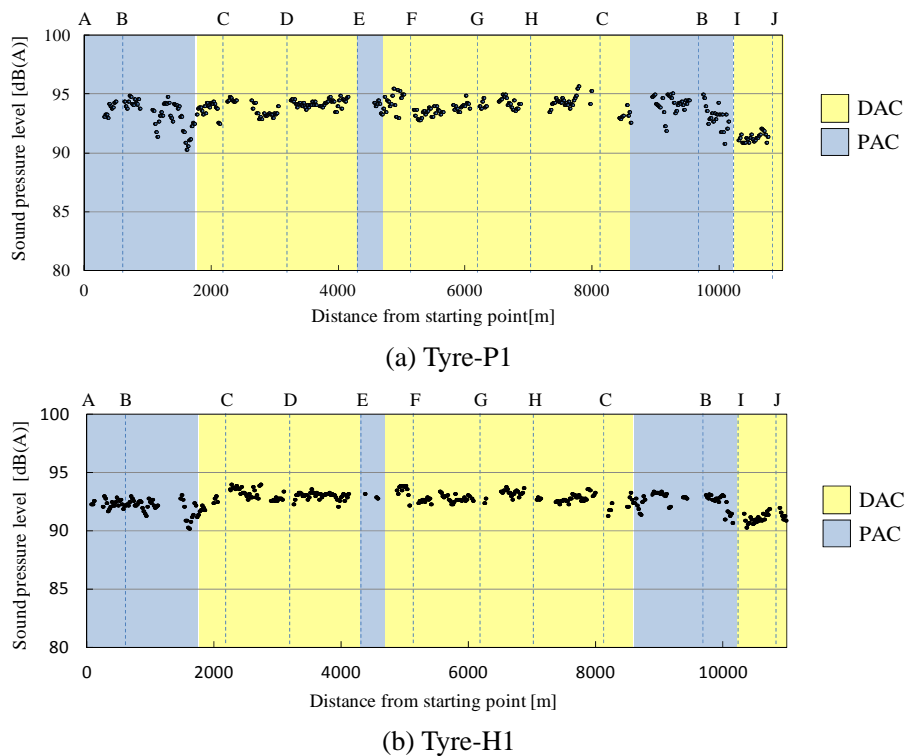 A B C D E F G H C B I J
100
95
90
85
80
Sound pressure level [dB(A)]
0 2000 4000 6000 8000 10000
Distance from starting point[m]
DAC
PAC
(a) Tyre-P1
A B C D E F G H C B I J
100
95
90
85
80
Sound pressure level [dB(A)]
0 2000 4000 6000 8000 10000
Distance from starting point [m]
DAC
PAC
(b) Tyre-H1